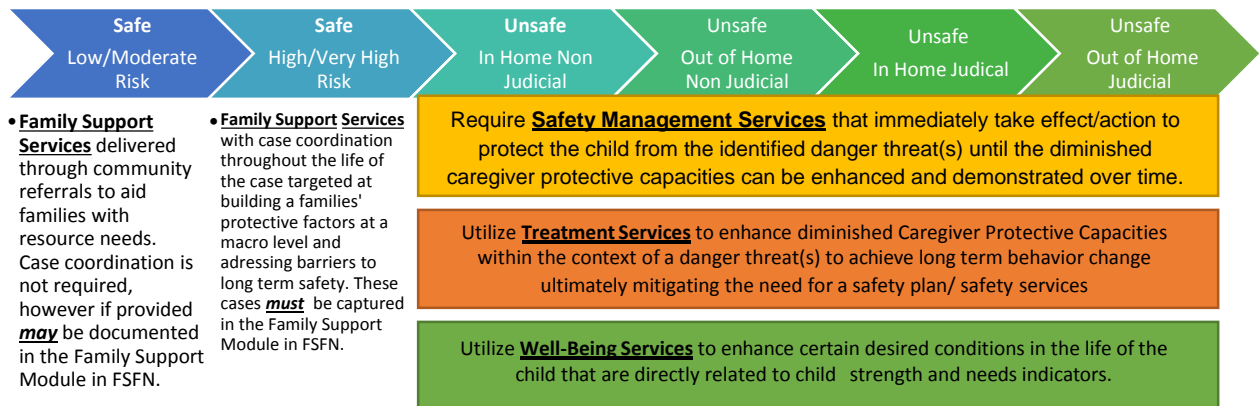 Safe
Low/Moderate
Risk
Safe
High/Very High
Risk
Unsafe
In Home Non
Judicial
Unsafe
Out of Home
Non Judicial
Unsafe
In Home Judical
Unsafe
Out of Home
Judicial
• Family Support
Services delivered
through community
referrals to aid
families with
resource needs.
Case coordination is
not required,
however if provided
may be documented
in the Family Support
Module in FSFN.
• Family Support Services
with case coordination
throughout the life of
the case targeted at
building a families'
protective factors at a
macro level and
adressing barriers to
long term safety. These
cases must be captured
in the Family Support
Module in FSFN.
Require Safety Management Services that immediately take effect/action to
protect the child from the identified danger threat(s) until the diminished
caregiver protective capacities can be enhanced and demonstrated over time.
Utilize Treatment Services to enhance diminished Caregiver Protective Capacities
within the context of a danger threat(s) to achieve long term behavior change
ultimately mitigating the need for a safety plan/ safety services
Utilize Well-Being Services to enhance certain desired conditions in the life of the
child that are directly related to child strength and needs indicators.